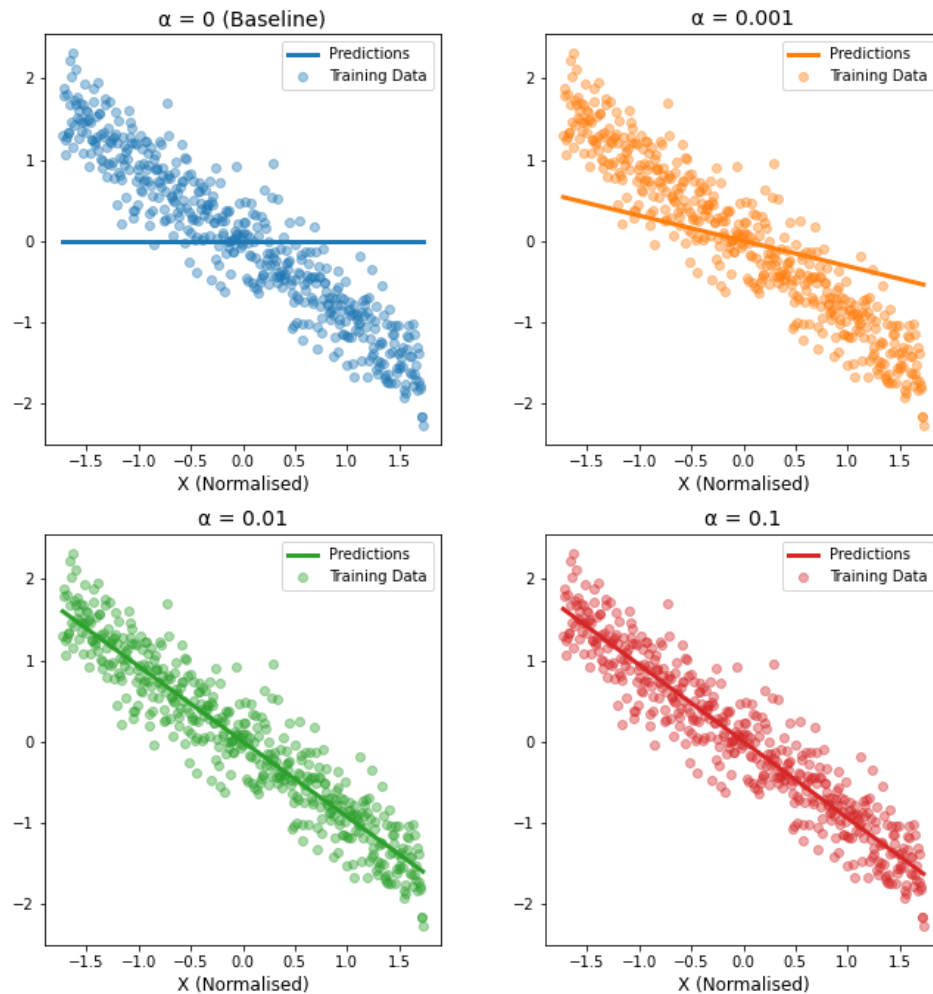 α = 0 (Baseline)
Predictions
Training Data
2
1
0
−1
−2
−1.5 −1.0 −0.5 0.0 0.5 1.0 1.5
X (Normalised)
α = 0.001
Predictions
Training Data
2
1
0
−1
−2
−1.5 −1.0 −0.5 0.0 0.5 1.0 1.5
X (Normalised)
α = 0.01
Predictions
Training Data
2
1
0
−1
−2
−1.5 −1.0 −0.5 0.0 0.5 1.0 1.5
X (Normalised)
α = 0.1
Predictions
Training Data
2
1
0
−1
−2
−1.5 −1.0 −0.5 0.0 0.5 1.0 1.5
X (Normalised)